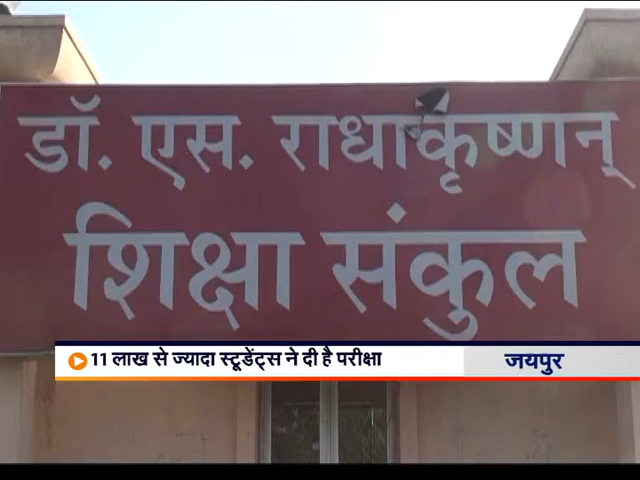 डॉ. एस. राधाकृष्णन्
शिक्षा संकुल
11 लाख से ज्यादा स्टूडेंट्स ने दी है परीक्षा
जयपुर